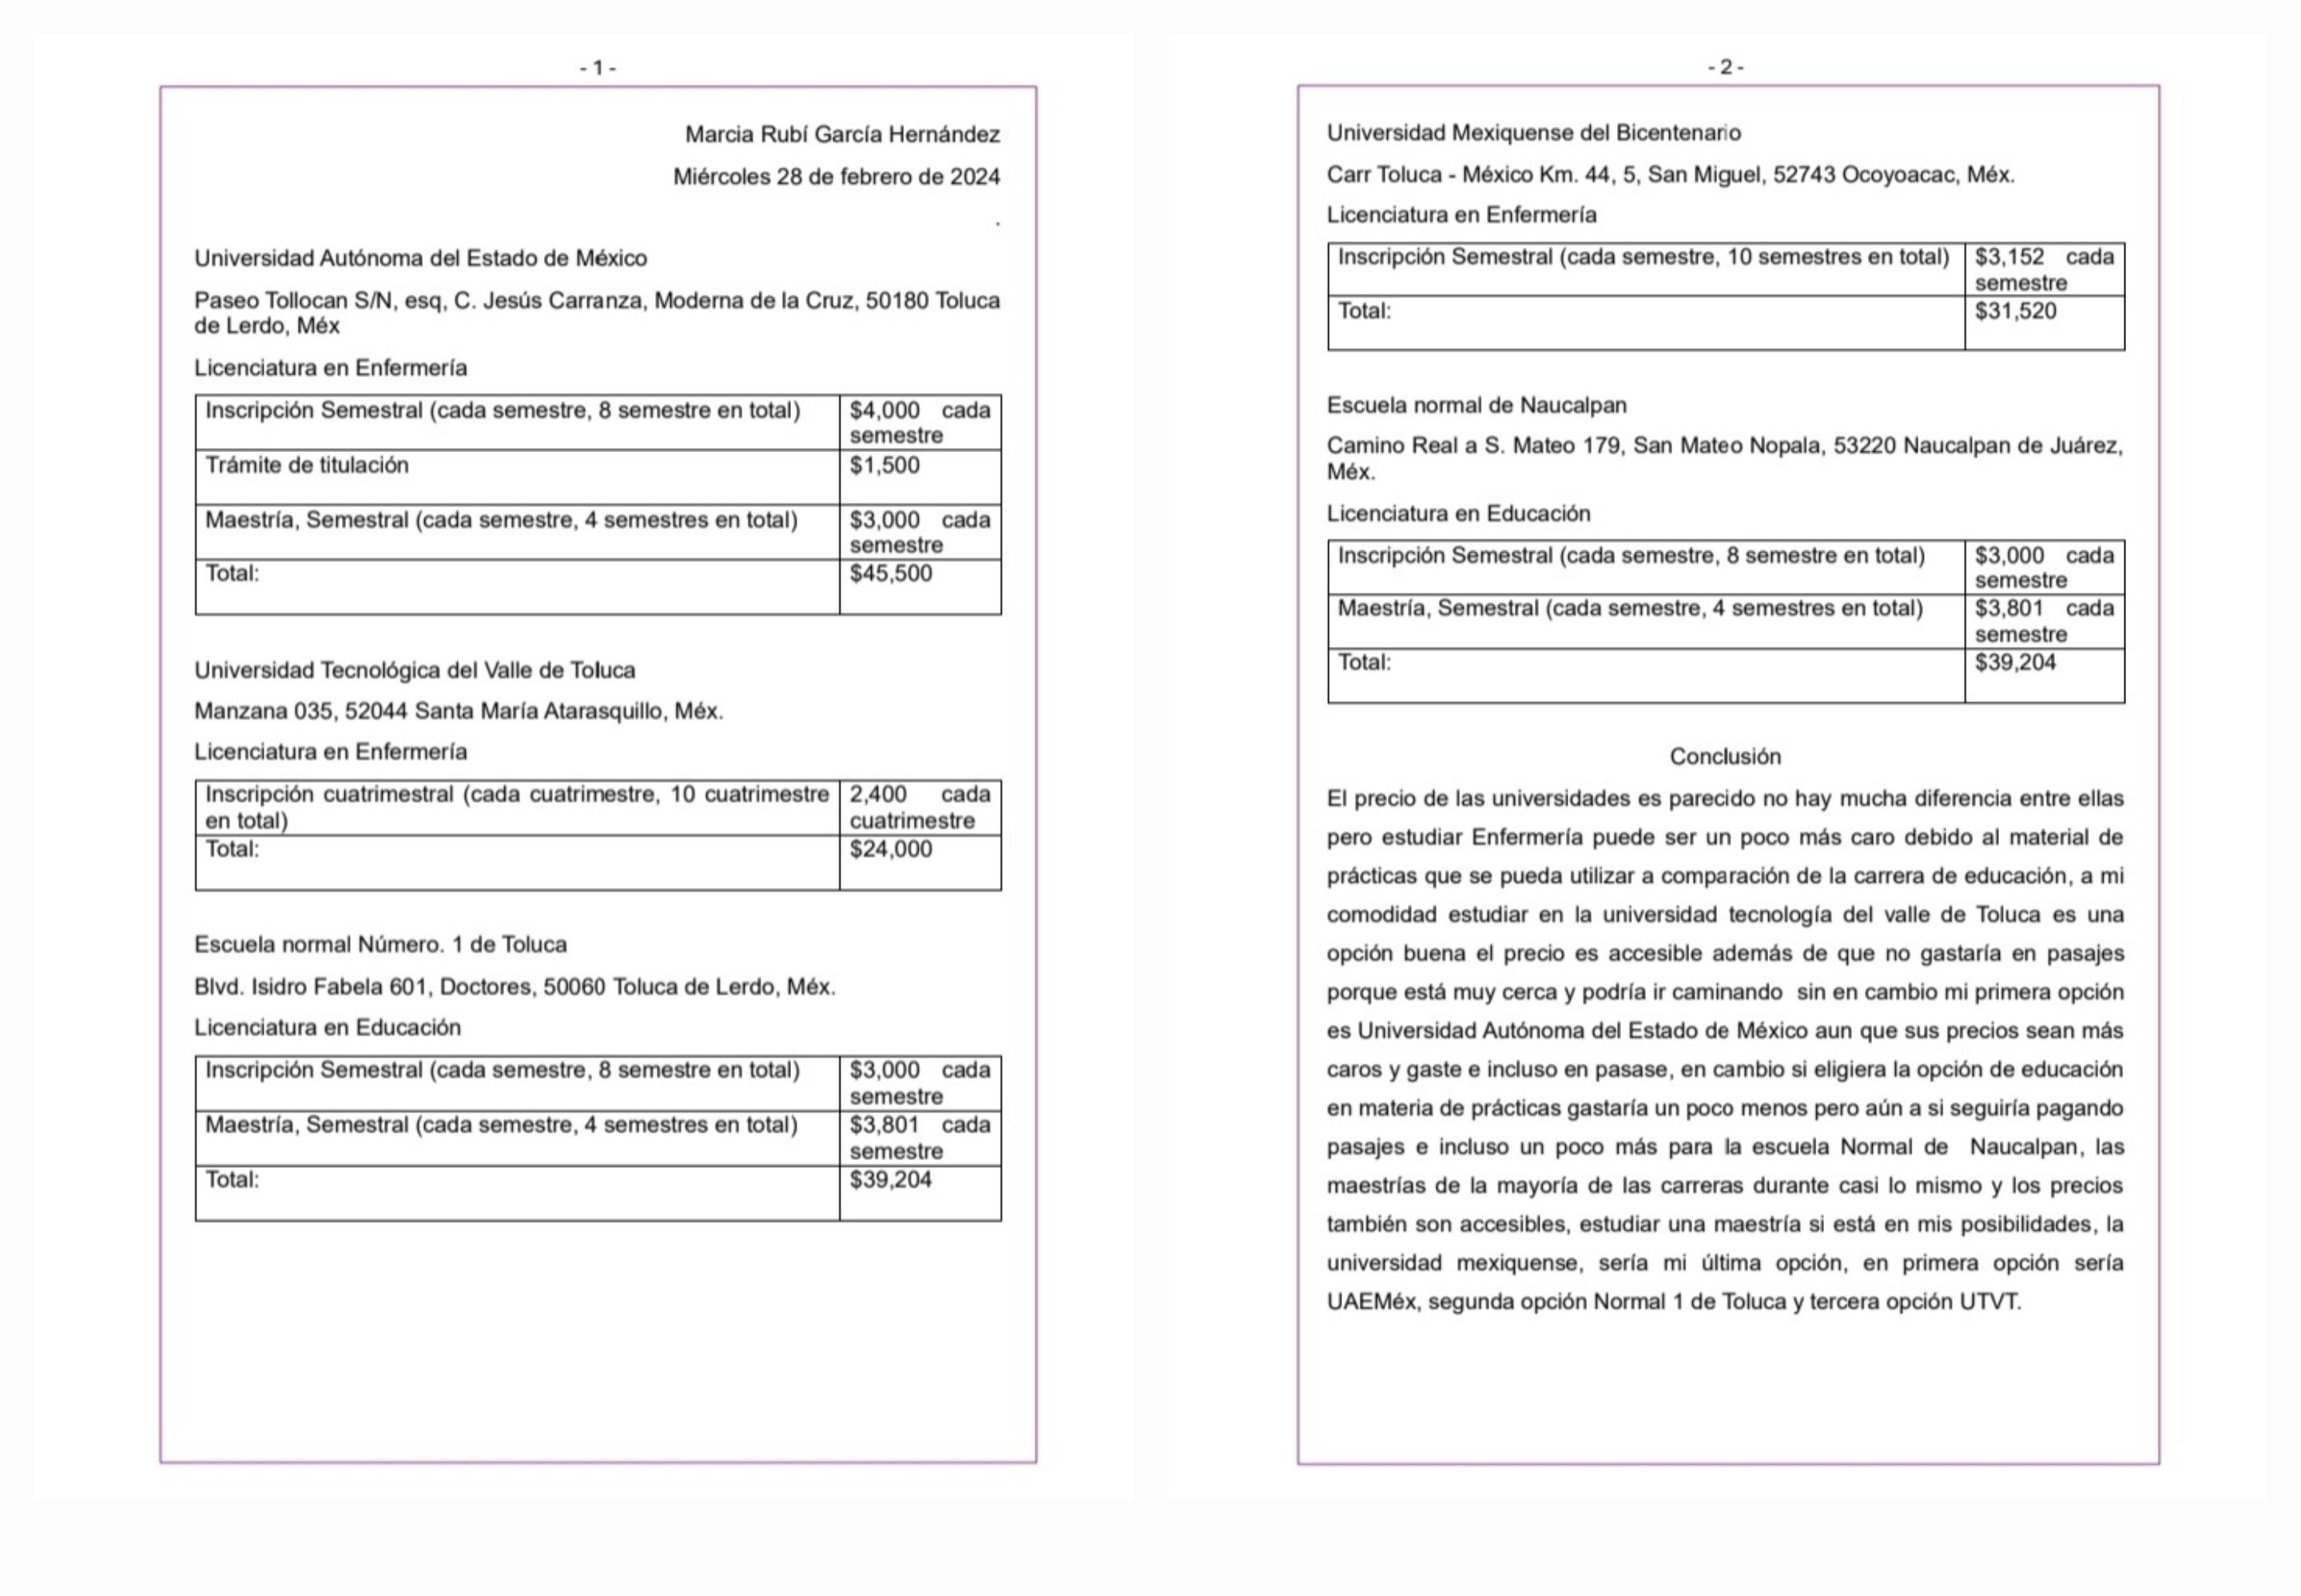 - 1 -
Marcia Rubí García Hernández
Miércoles 28 de febrero de 2024
.
Universidad Autónoma del Estado de México
Paseo Tollocan S/N, esq, C. Jesús Carranza, Moderna de la Cruz, 50180 Toluca
de Lerdo, Méx
Licenciatura en Enfermería
Inscripción Semestral (cada semestre, 8 semestre en total) $4,000 cada
semestre
Trámite de titulación $1,500
Maestría, Semestral (cada semestre, 4 semestres en total) $3,000 cada
semestre
Total: $45,500
Universidad Tecnológica del Valle de Toluca
Manzana 035, 52044 Santa María Atarasquillo, Méx.
Licenciatura en Enfermería
Inscripción cuatrimestral (cada cuatrimestre, 10 cuatrimestre 2,400 cada
en total) cuatrimestre
Total: $24,000
Escuela normal Número. 1 de Toluca
Blvd. Isidro Fabela 601, Doctores, 50060 Toluca de Lerdo, Méx.
Licenciatura en Educación
Inscripción Semestral (cada semestre, 8 semestre en total) $3,000 cada
semestre
Maestría, Semestral (cada semestre, 4 semestres en total) $3,801 cada
semestre
Total: $39,204
- 2 -
Universidad Mexiquense del Bicentenario
Carr Toluca - México Km. 44, 5, San Miguel, 52743 Ocoyoacac, Méx.
Licenciatura en Enfermería
Inscripción Semestral (cada semestre, 10 semestres en total) $3,152 cada
semestre
Total: $31,520
Escuela normal de Naucalpan
Camino Real a S. Mateo 179, San Mateo Nopala, 53220 Naucalpan de Juárez,
Méx.
Licenciatura en Educación
Inscripción Semestral (cada semestre, 8 semestre en total) $3,000 cada
semestre
Maestría, Semestral (cada semestre, 4 semestres en total) $3,801 cada
semestre
Total: $39,204
Conclusión
El precio de las universidades es parecido no hay mucha diferencia entre ellas
pero estudiar Enfermería puede ser un poco más caro debido al material de
prácticas que se pueda utilizar a comparación de la carrera de educación, a mi
comodidad estudiar en la universidad tecnología del valle de Toluca es una
opción buena el precio es accesible además de que no gastaría en pasajes
porque está muy cerca y podría ir caminando sin en cambio mi primera opción
es Universidad Autónoma del Estado de México aun que sus precios sean más
caros y gaste e incluso en pasase, en cambio si eligiera la opción de educación
en materia de prácticas gastaría un poco menos pero aún a si seguiría pagando
pasajes e incluso un poco más para la escuela Normal de Naucalpan, las
maestrías de la mayoría de las carreras durante casi lo mismo y los precios
también son accesibles, estudiar una maestría si está en mis posibilidades, la
universidad mexiquense, sería mi última opción, en primera opción sería
UAEMéx, segunda opción Normal 1 de Toluca y tercera opción UTVT.